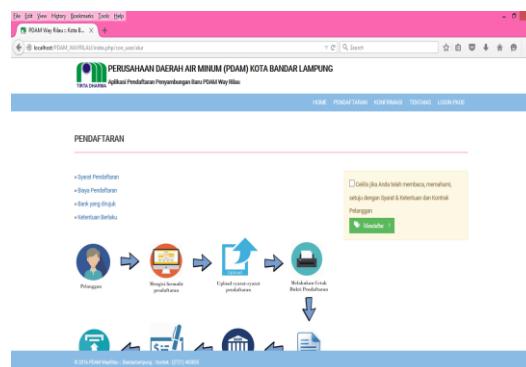 File Edit View History Bookmarks Tools Help
PDAM Way Rilau :: Kota B...
localhost/PDAM_WAYRILAU/index.php/con_user/alur
Search
PERUSAHAAN DAERAH AIR MINUM (PDAM) KOTA BANDAR LAMPUNG
Aplikasi Pendaftaran Penyambungan Baru PDAM Way Rilau
TIRTA DHARMA
HOME PENDAFTARAN KONFIRMASI TENTANG LOGIN PADB
PENDAFTARAN
» Syarat Pendaftaran
» Biaya Pendaftaran
» Bank yang dirujuk
» Ketentuan Berlaku
Ceklis jika Anda telah membaca, memahami,
setuju dengan Syarat & Ketentuan dan Kontrak
Pelanggan
Mendaftar
Pelanggan
Mengisi formulir
pendaftaran
Upload
Upload syarat-syarat
pendaftaran
Melakukan Cetak
Bukti Pendaftaran
© 2016 PDAM WayRilau :: Bandarlampung :: Kontak : (0721) 483855